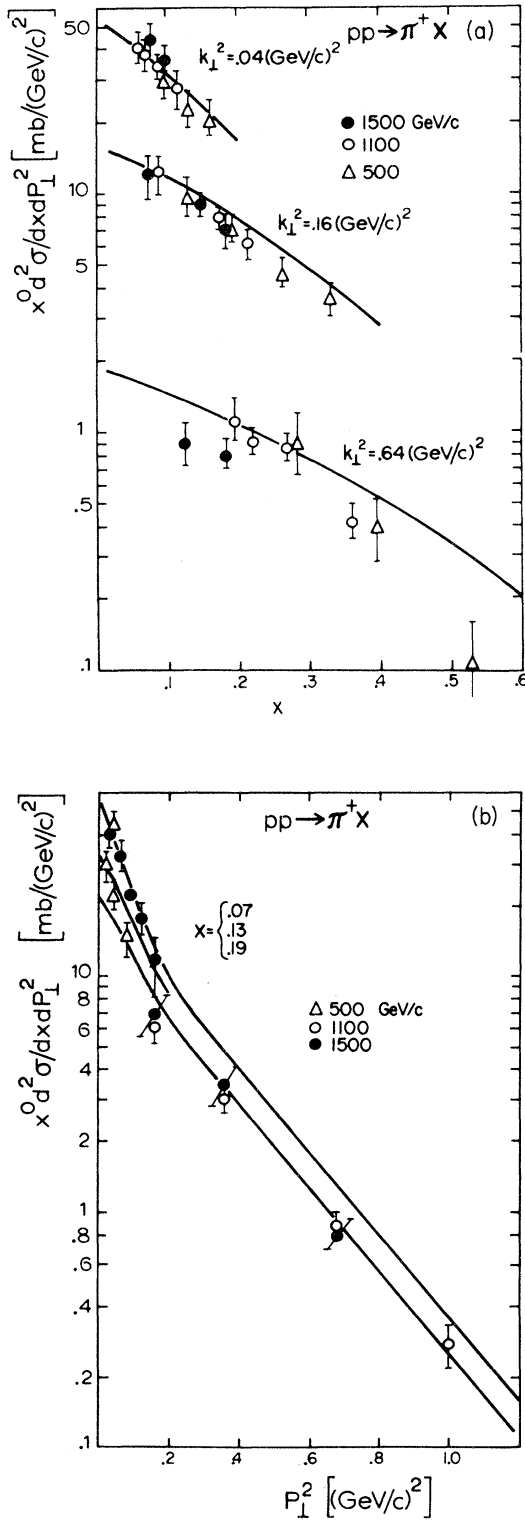 pp→π⁺ X (a)
k⊥²=.04(GeV/c)²
● 1500 GeV/c
○ 1100
△ 500
k⊥²=.16(GeV/c)²
k⊥²=.64(GeV/c)²
x⁰d²σ/dxdP⊥² [mb/(GeV/c)²]
50
10
5
1
.5
.1
.1 .2 .3 .4 .5 .6
X
pp→π⁺X (b)
x⁰d²σ/dxdP⊥² [mb/(GeV/c)²]
X= { .07
.13
.19
△ 500 GeV/c
○ 1100
● 1500
10
8
6
4
2
1
.8
.6
.4
.2
.1
.2 .4 .6 .8 1.0
P⊥² [(GeV/c)²]